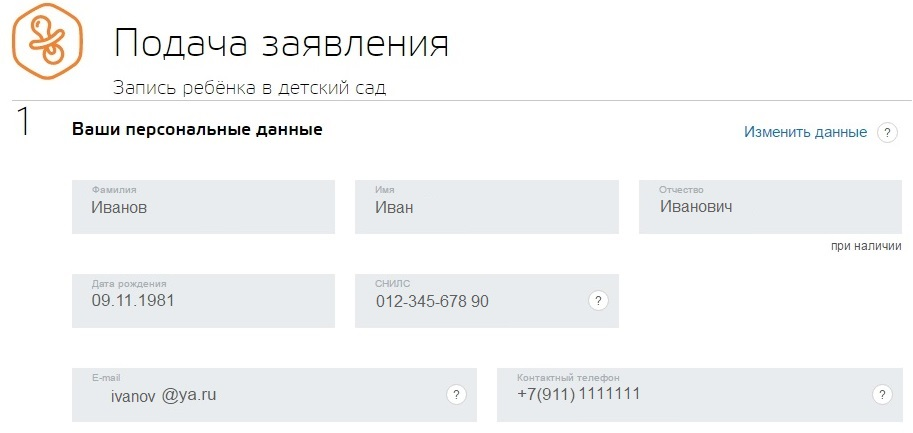 Подача заявления
Запись ребёнка в детский сад
1
Ваши персональные данные
Изменить данные ?
Фамилия Имя Отчество
Иванов Иван Иванович
при наличии
Дата рождения СНИЛС
09.11.1981 012-345-678 90 ?
E-mail Контактный телефон
ivanov @ya.ru ? +7(911) 1111111 ?